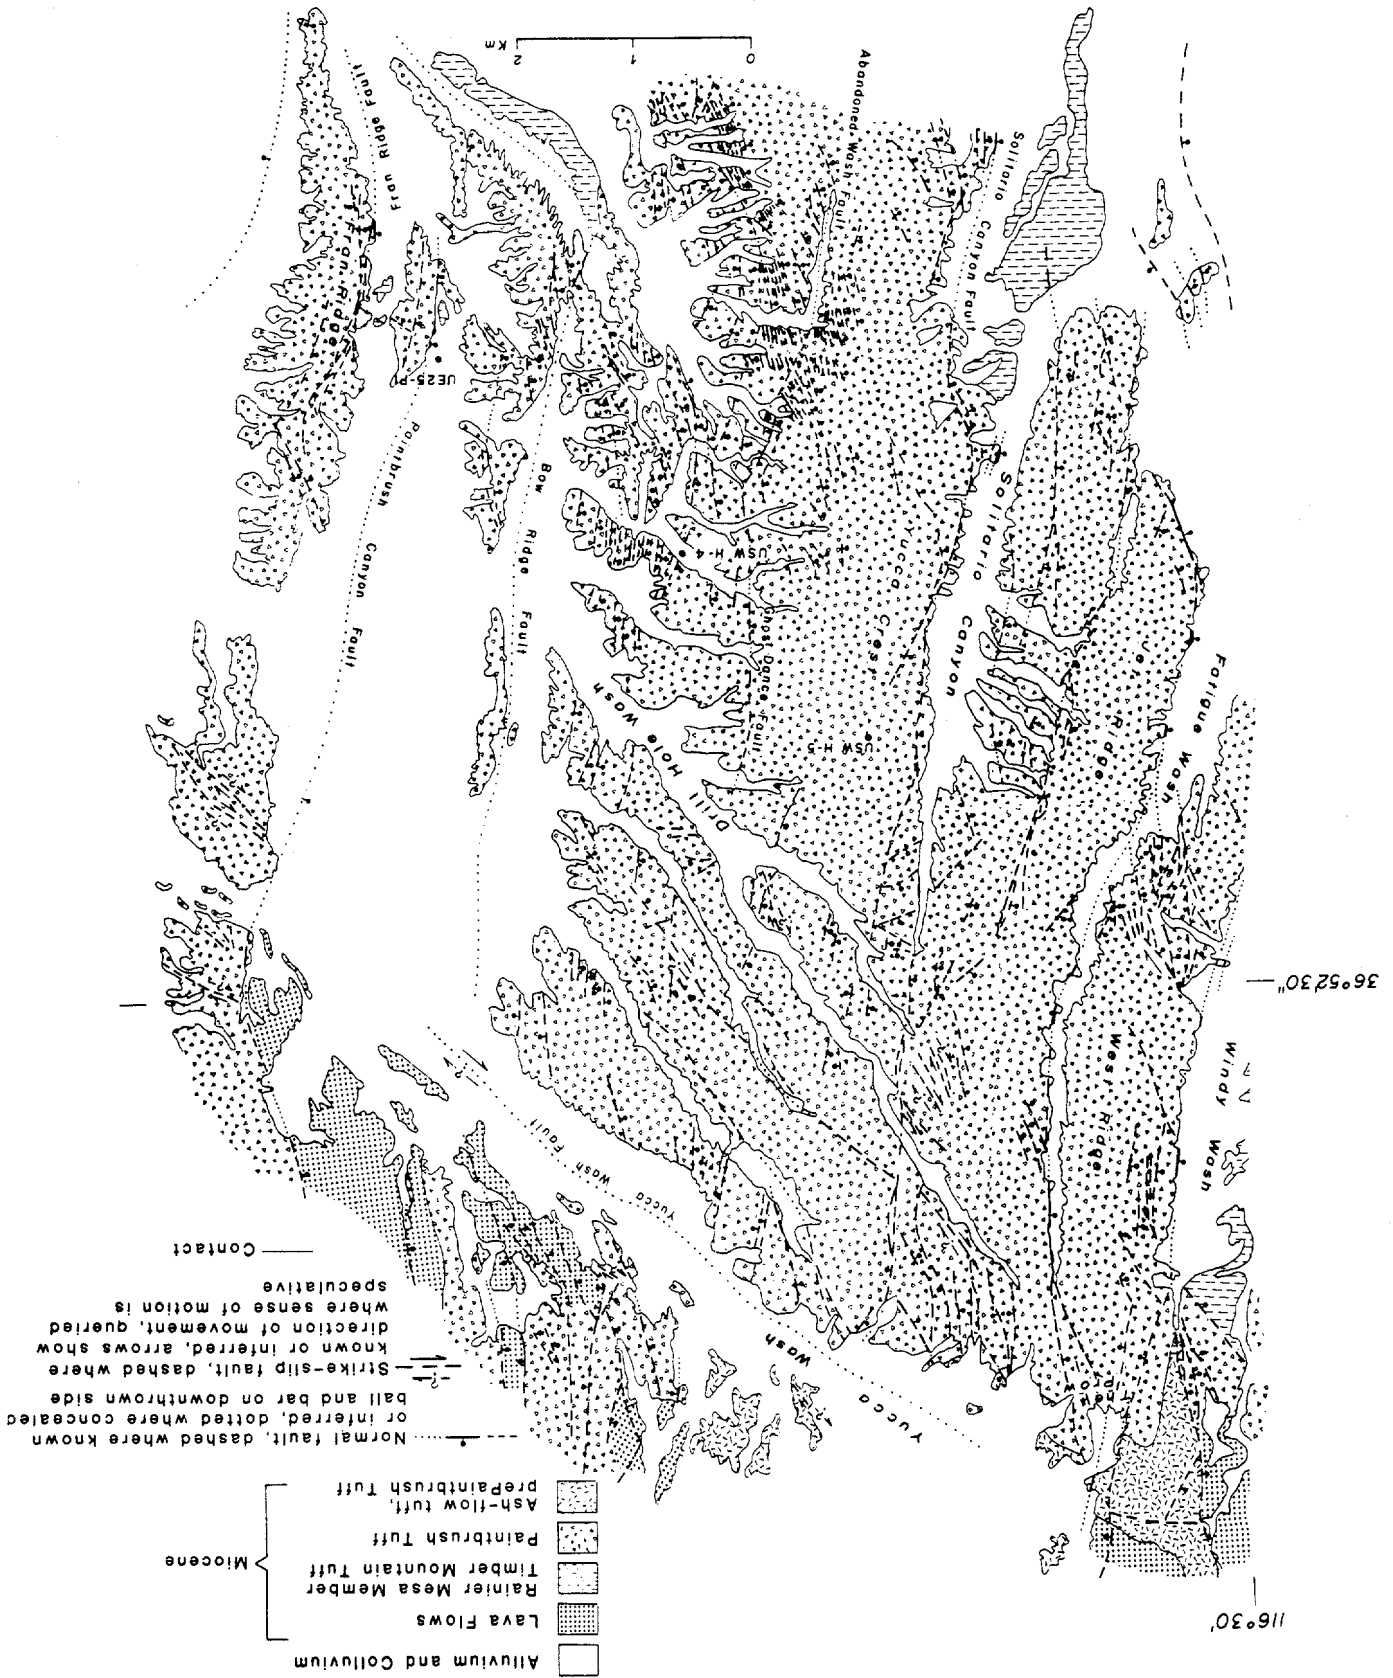 116°30'
36°52'30"
Alluvium and Colluvium
Lava Flows
Rainier Mesa Member
Timber Mountain Tuff
Paintbrush Tuff
Ash-flow tuff,
prePaintbrush Tuff
Miocene
Normal fault, dashed where known
or inferred, dotted where concealed
ball and bar on downthrown side
Strike-slip fault, dashed where
known or inferred, arrows show
direction of movement, queried
where sense of motion is
speculative
Contact
Prow
Yucca Wash
Yucca Wash Fault
Windy Wash
West Ridge
Fatigue Wash
Jet Ridge
Drill Hole Wash
Solitario Canyon
USW H-5
Ghost Dance Fault
Yucca Crest
USW H-4
Bow Ridge Fault
Paintbrush Canyon Fault
UE25-P1
Fran Ridge
Fran Ridge Fault
Solitario Canyon Fault
Abandoned Wash Fault
0 1 2 Km